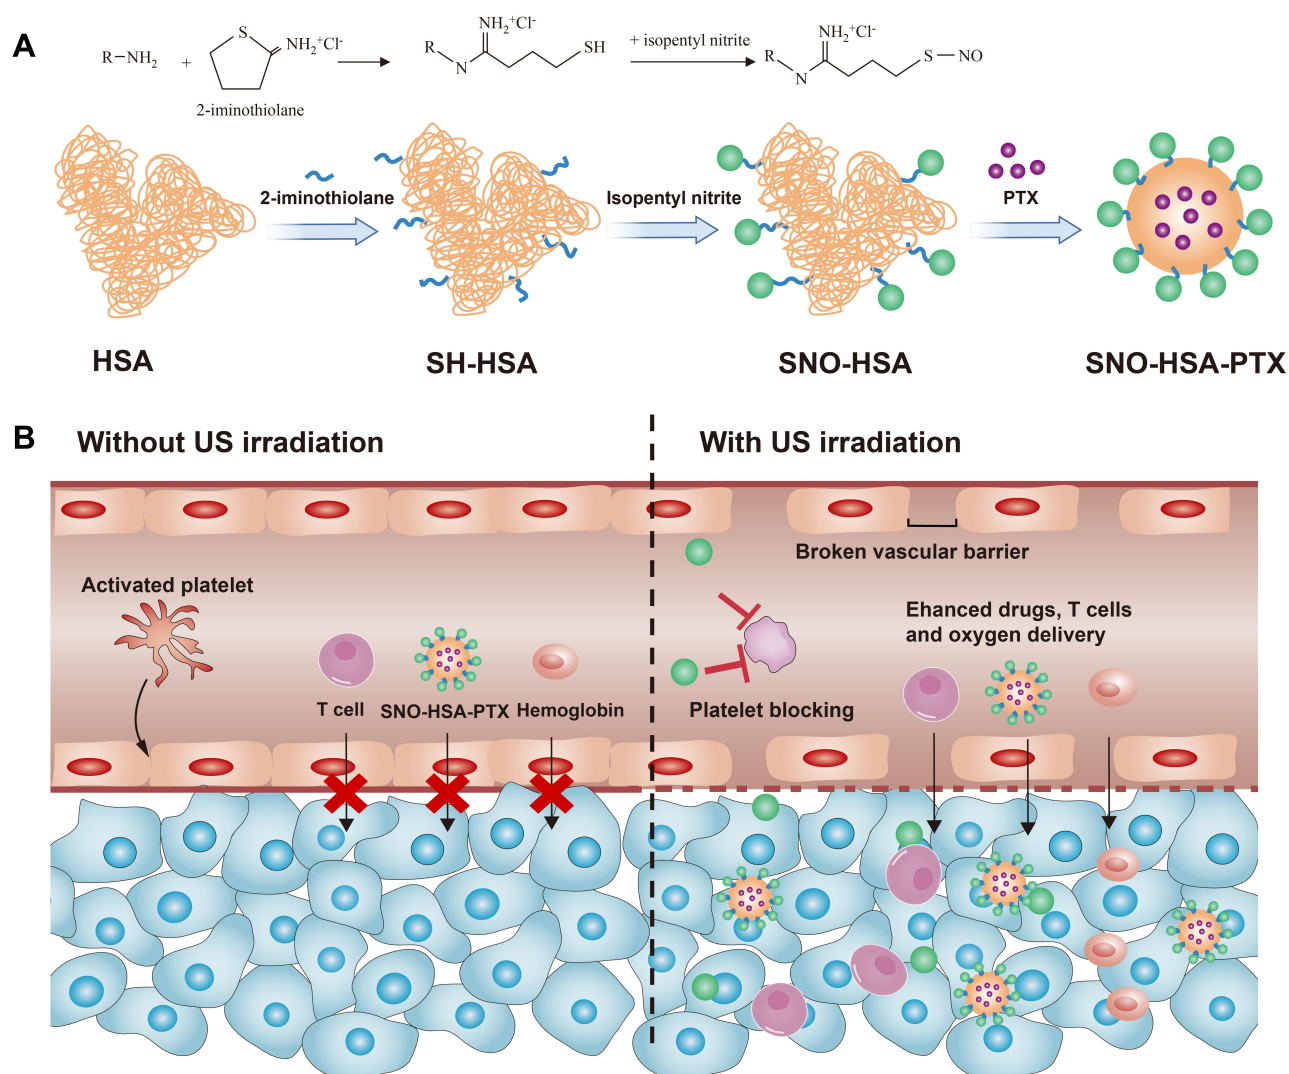 A
R–NH₂
+
S
NH₂⁺Cl⁻
2-iminothiolane
NH₂⁺Cl⁻
R
N
SH
+ isopentyl nitrite
NH₂⁺Cl⁻
R
N
S–NO
2-iminothiolane
Isopentyl nitrite
PTX
HSA
SH-HSA
SNO-HSA
SNO-HSA-PTX
B
Without US irradiation
With US irradiation
Broken vascular barrier
Activated platelet
Ehanced drugs, T cells
and oxygen delivery
T cell
SNO-HSA-PTX
Hemoglobin
Platelet blocking